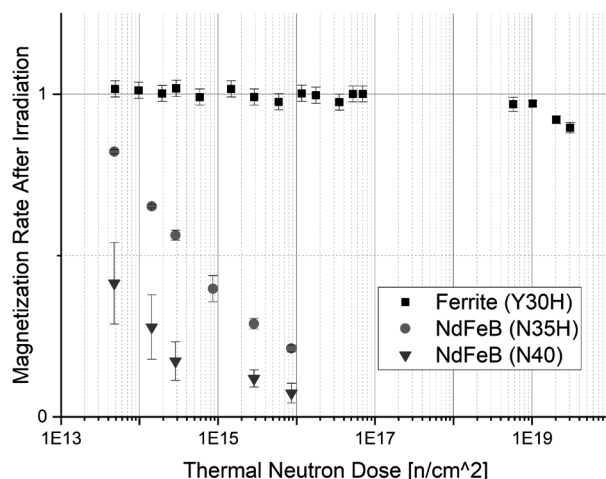 Magnetization Rate After Irradiation
1
0
Ferrite (Y30H)
NdFeB (N35H)
NdFeB (N40)
1E13
1E15
1E17
1E19
Thermal Neutron Dose [n/cm^2]